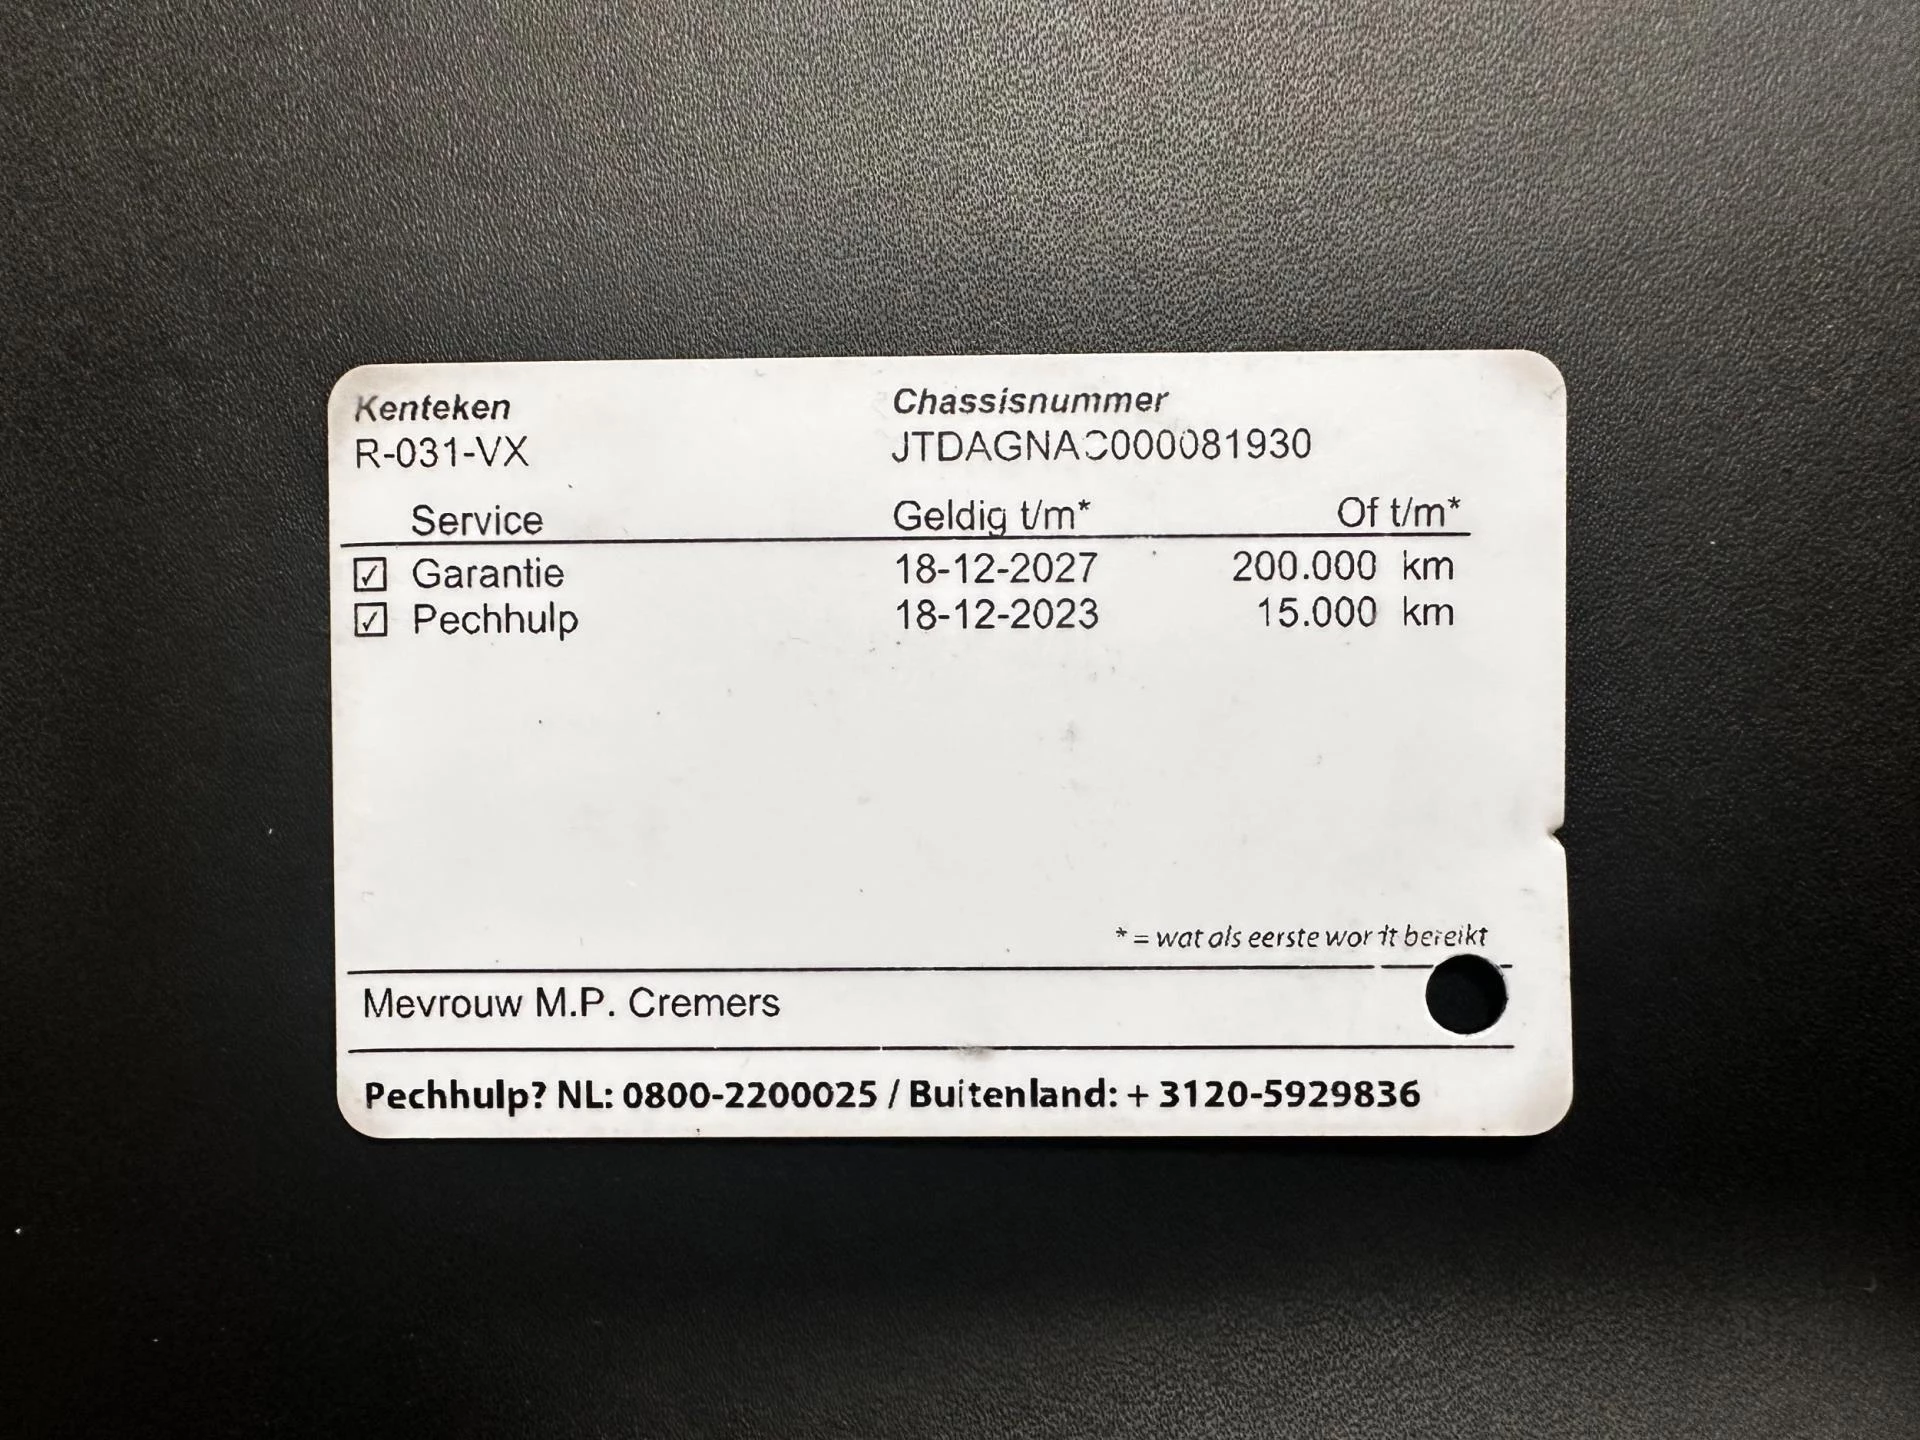 Kenteken Chassisnummer
R-031-VX JTDAGNAC000081930
Service Geldig t/m* Of t/m*
☑ Garantie 18-12-2027 200.000 km
☑ Pechhulp 18-12-2023 15.000 km
* = wat als eerste wordt bereikt
Mevrouw M.P. Cremers
Pechhulp? NL: 0800-2200025 / Buitenland: + 3120-5929836